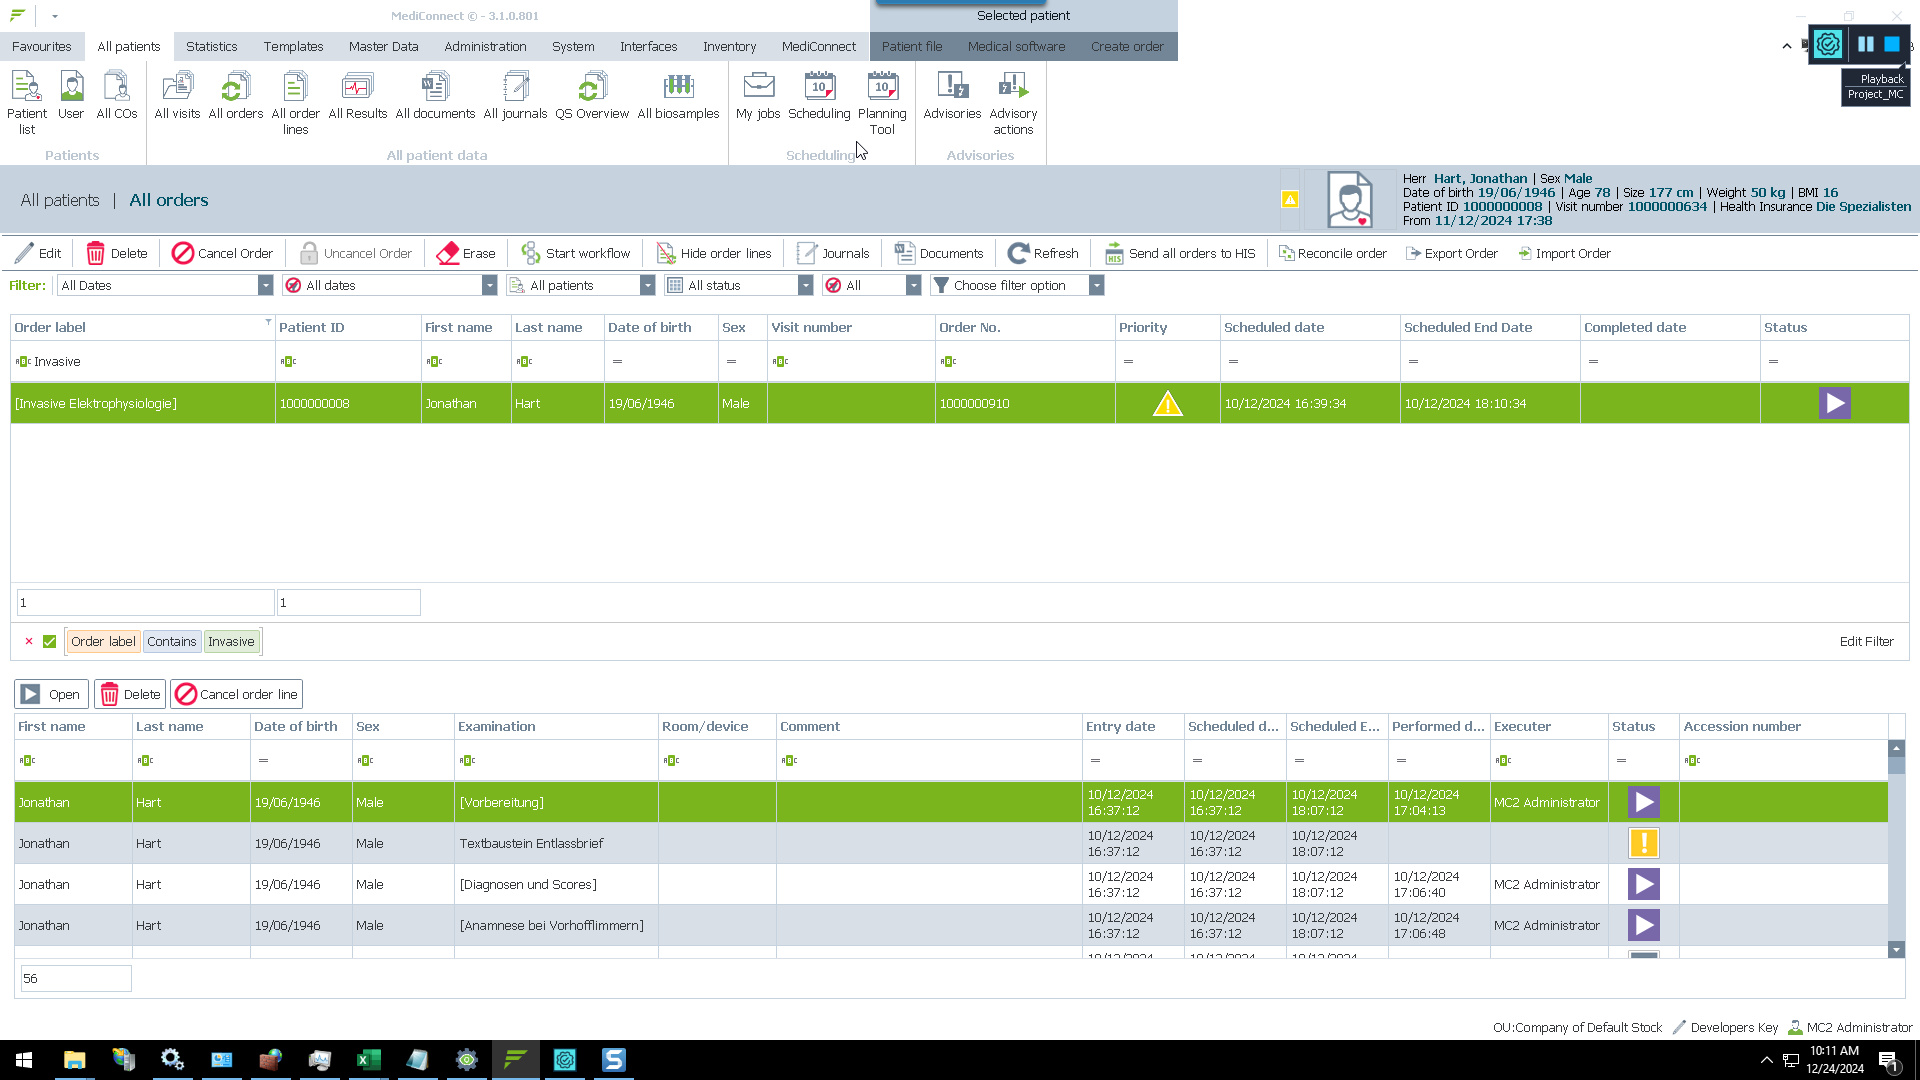 MediConnect © - 3.1.0.801
Selected patient
Favourites All patients Statistics Templates Master Data Administration System Interfaces Inventory MediConnect Patient file Medical software Create order
Playback
Project_MC
Patient list User All COs All visits All orders All order lines All Results All documents All journals QS Overview All biosamples My jobs Scheduling Planning Tool Advisories Advisory actions
Patients All patient data Scheduling Advisories
All patients | All orders
Herr Hart, Jonathan | Sex Male
Date of birth 19/06/1946 | Age 78 | Size 177 cm | Weight 50 kg | BMI 16
Patient ID 1000000008 | Visit number 1000000634 | Health Insurance Die Spezialisten
From 11/12/2024 17:38
Edit Delete Cancel Order Uncancel Order Erase Start workflow Hide order lines Journals Documents Refresh Send all orders to HIS Reconcile order Export Order Import Order
Filter: All Dates All dates All patients All status All Choose filter option
Order label Patient ID First name Last name Date of birth Sex Visit number Order No. Priority Scheduled date Scheduled End Date Completed date Status
Invasive = = = = = = =
[Invasive Elektrophysiologie] 1000000008 Jonathan Hart 19/06/1946 Male 1000000910 10/12/2024 16:39:34 10/12/2024 18:10:34
1 1
Order label Contains Invasive Edit Filter
Open Delete Cancel order line
First name Last name Date of birth Sex Examination Room/device Comment Entry date Scheduled d... Scheduled E... Performed d... Executer Status Accession number
= = = = = =
Jonathan Hart 19/06/1946 Male [Vorbereitung] 10/12/2024 16:37:12 10/12/2024 16:37:12 10/12/2024 18:07:12 10/12/2024 17:04:13 MC2 Administrator
Jonathan Hart 19/06/1946 Male Textbaustein Entlassbrief 10/12/2024 16:37:12 10/12/2024 16:37:12 10/12/2024 18:07:12
Jonathan Hart 19/06/1946 Male [Diagnosen und Scores] 10/12/2024 16:37:12 10/12/2024 16:37:12 10/12/2024 18:07:12 10/12/2024 17:06:40 MC2 Administrator
Jonathan Hart 19/06/1946 Male [Anamnese bei Vorhofflimmern] 10/12/2024 16:37:12 10/12/2024 16:37:12 10/12/2024 18:07:12 10/12/2024 17:06:48 MC2 Administrator
56
OU:Company of Default Stock Developers Key MC2 Administrator
10:11 AM
12/24/2024
1